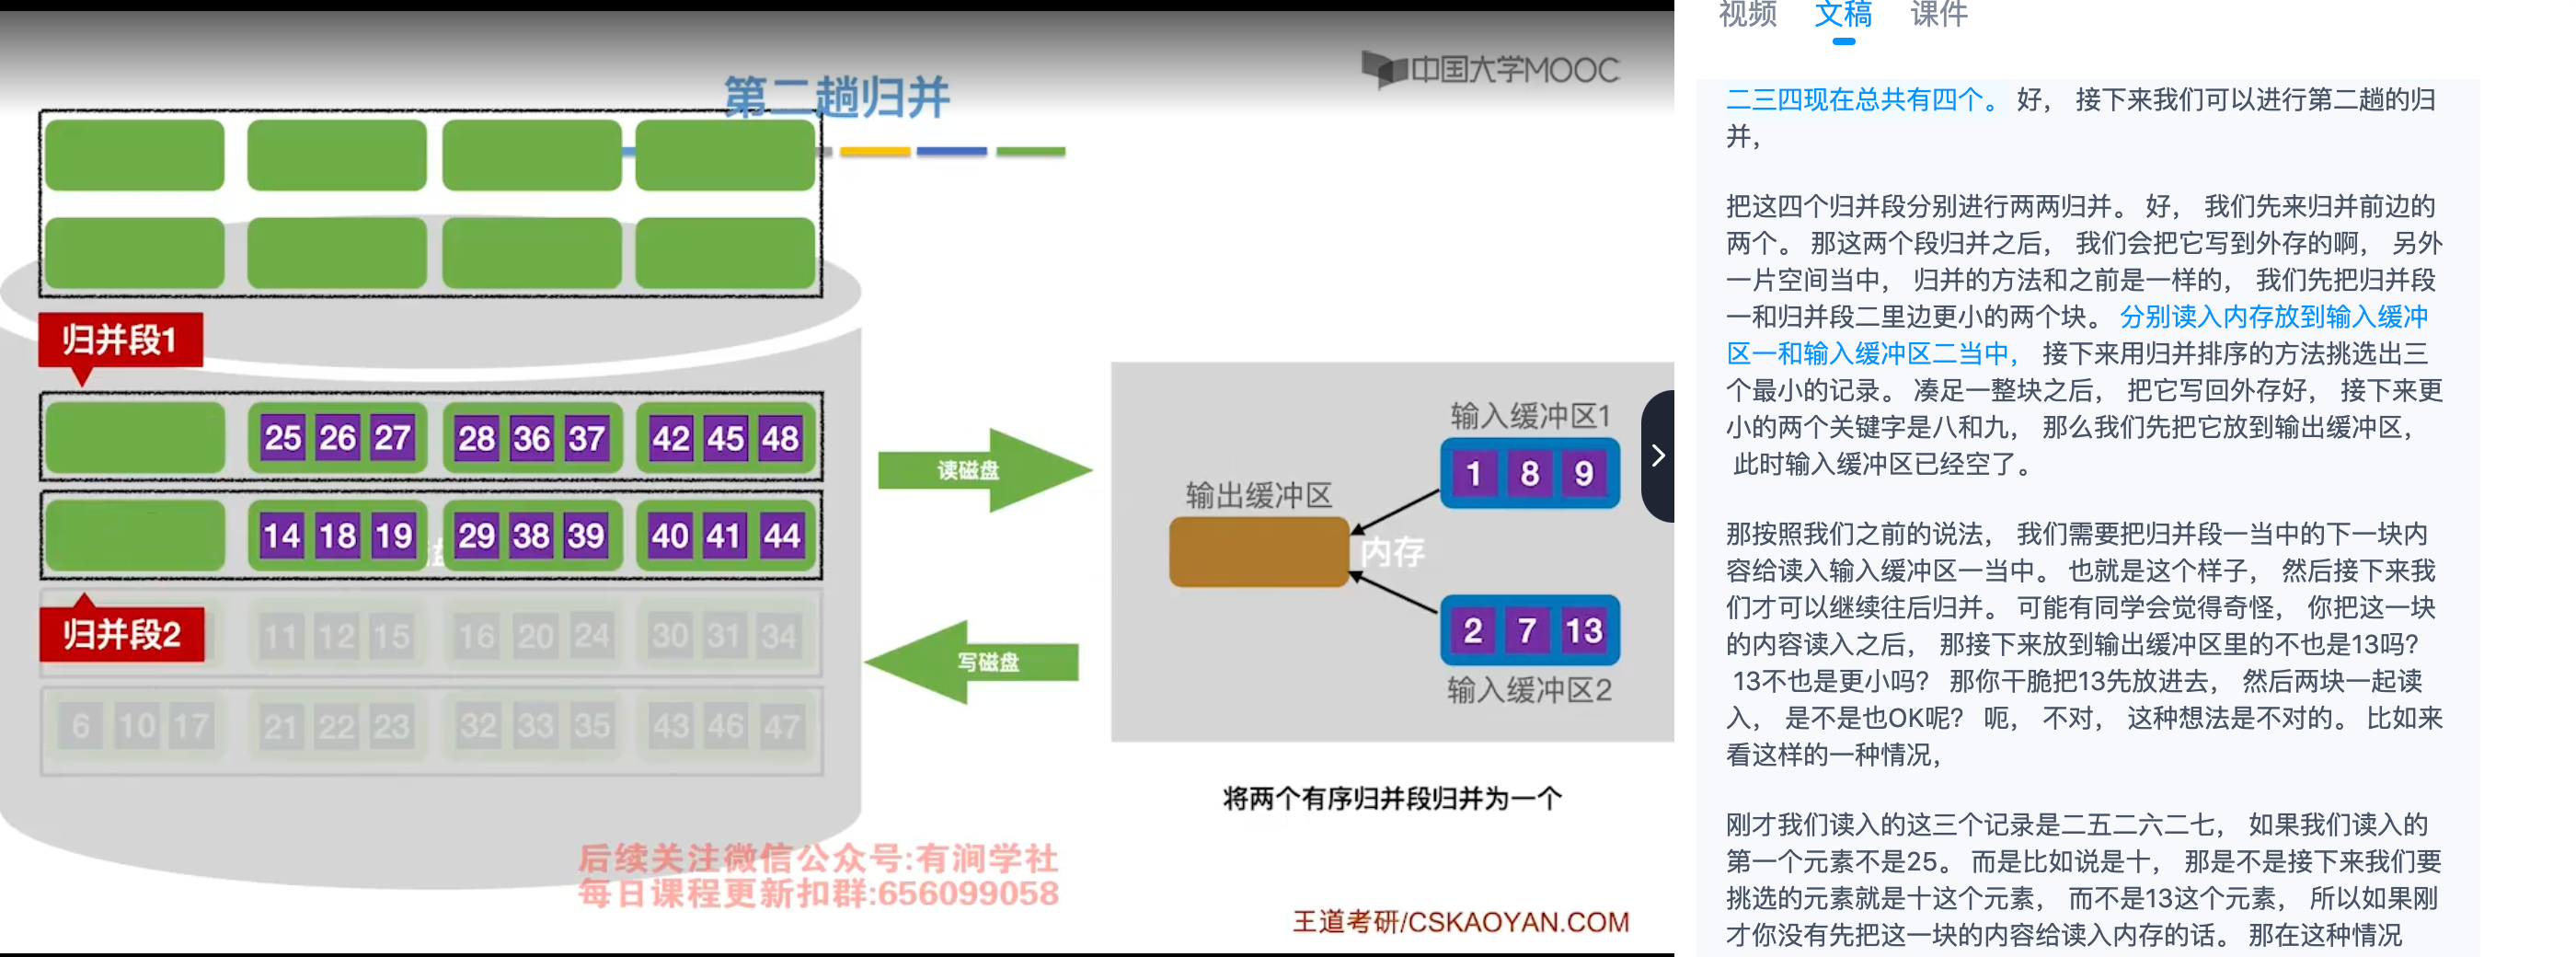 第二趟归并
中国大学MOOC
归并段1
25 26 27 28 36 37 42 45 48
14 18 19 29 38 39 40 41 44
归并段2
11 12 15 16 20 24 30 31 34
6 10 17 21 22 23 32 33 35 43 46 47
读磁盘
写磁盘
输入缓冲区1
1 8 9
输出缓冲区
内存
2 7 13
输入缓冲区2
将两个有序归并段归并为一个
后续关注微信公众号:有涧学社
每日课程更新扣群:656099058
王道考研/CSKAOYAN.COM
视频 文稿 课件
二三四现在总共有四个。 好， 接下来我们可以进行第二趟的归
并，
把这四个归并段分别进行两两归并。 好， 我们先来归并前边的
两个。 那这两个段归并之后， 我们会把它写到外存的啊， 另外
一片空间当中， 归并的方法和之前是一样的， 我们先把归并段
一和归并段二里边更小的两个块。 分别读入内存放到输入缓冲
区一和输入缓冲区二当中， 接下来用归并排序的方法挑选出三
个最小的记录。 凑足一整块之后， 把它写回外存好， 接下来更
小的两个关键字是八和九， 那么我们先把它放到输出缓冲区，
此时输入缓冲区已经空了。
那按照我们之前的说法， 我们需要把归并段一当中的下一块内
容给读入输入缓冲区一当中。 也就是这个样子， 然后接下来我
们才可以继续往后归并。 可能有同学会觉得奇怪， 你把这一块
的内容读入之后， 那接下来放到输出缓冲区里的不也是13吗？
13不也是更小吗？ 那你干脆把13先放进去， 然后两块一起读
入， 是不是也OK呢？ 呃， 不对， 这种想法是不对的。 比如来
看这样的一种情况，
刚才我们读入的这三个记录是二五二六二七， 如果我们读入的
第一个元素不是25。 而是比如说是十， 那是不是接下来我们要
挑选的元素就是十这个元素， 而不是13这个元素， 所以如果刚
才你没有先把这一块的内容给读入内存的话。 那在这种情况